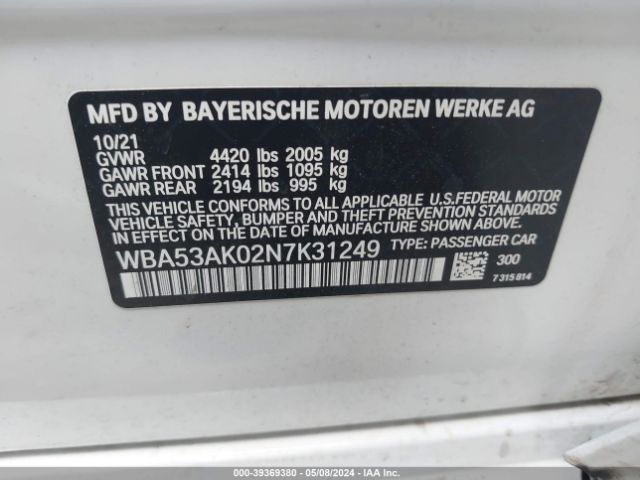 MFD BY BAYERISCHE MOTOREN WERKE AG
10/21
GVWR 4420 lbs 2005 kg
GAWR FRONT 2414 lbs 1095 kg
GAWR REAR 2194 lbs 995 kg
THIS VEHICLE CONFORMS TO ALL APPLICABLE U.S.FEDERAL MOTOR
VEHICLE SAFETY, BUMPER AND THEFT PREVENTION STANDARDS
IN EFFECT ON THE DATE OF MANUFACTURE SHOWN ABOVE.
WBA53AK02N7K31249 TYPE: PASSENGER CAR
300
7315814
000-39369380 - 05/08/2024 - IAA Inc.